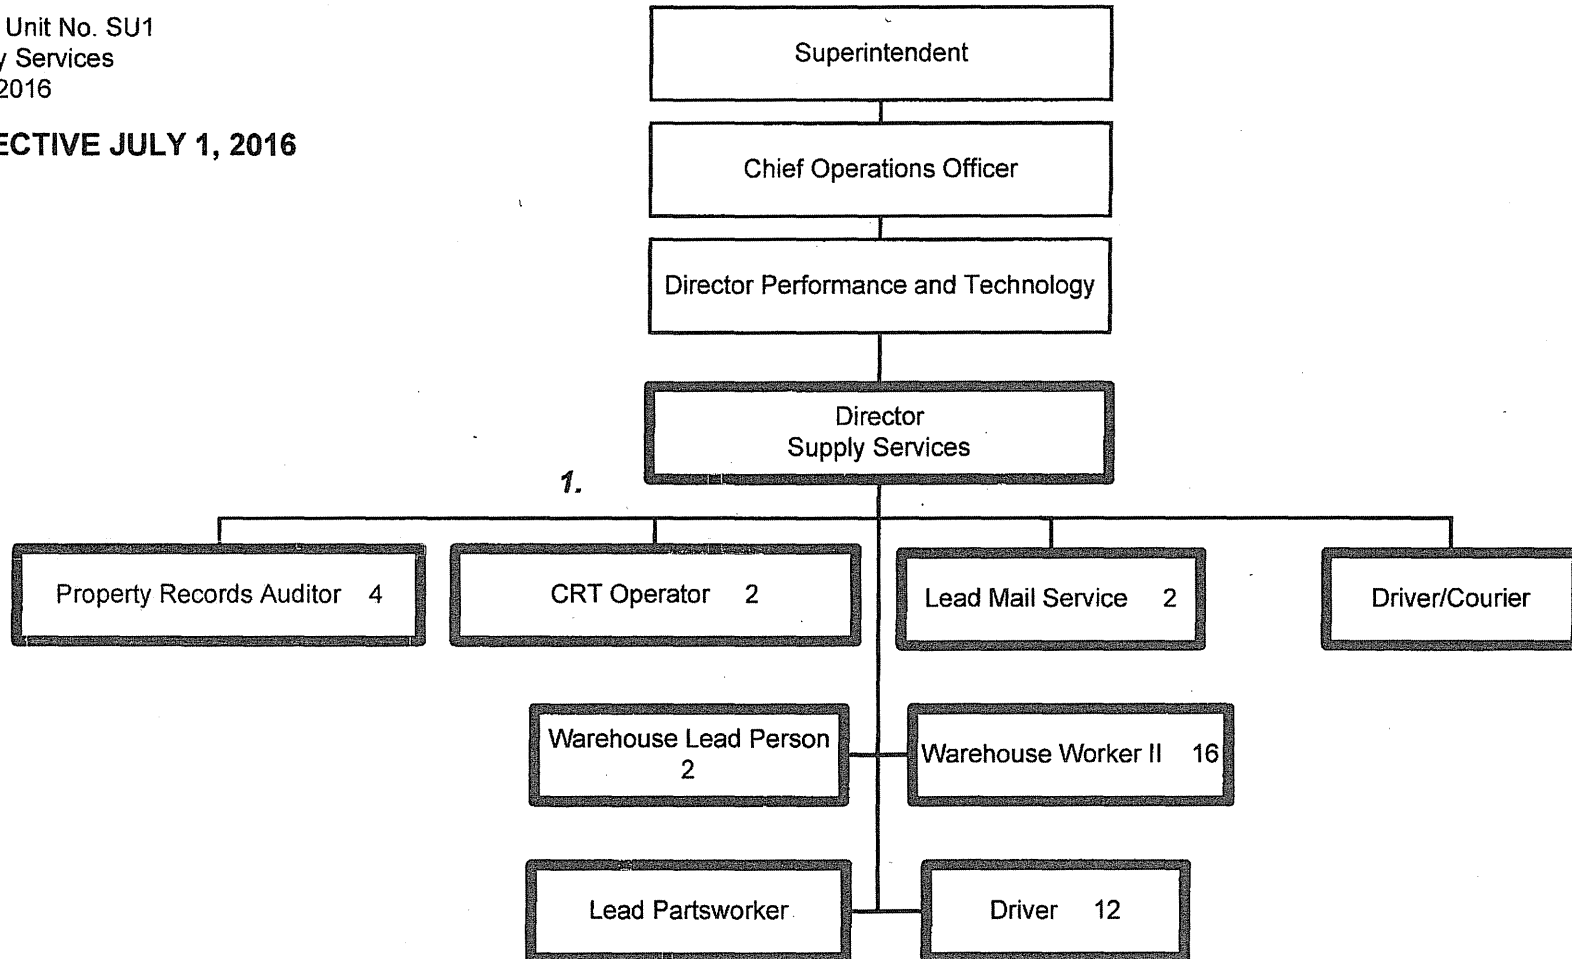 Unit No. SU1
Services
2016
JULY 1, 2016
Superintendent
Chief Operations Officer
Director Performance and Technology
Director
Supply Services
1.
Property Records Auditor 4
CRT Operator 2
Lead Mail Service 2
Driver/Courier
Warehouse Lead Person
2
Warehouse Worker II 16
Lead Partsworker
Driver 12